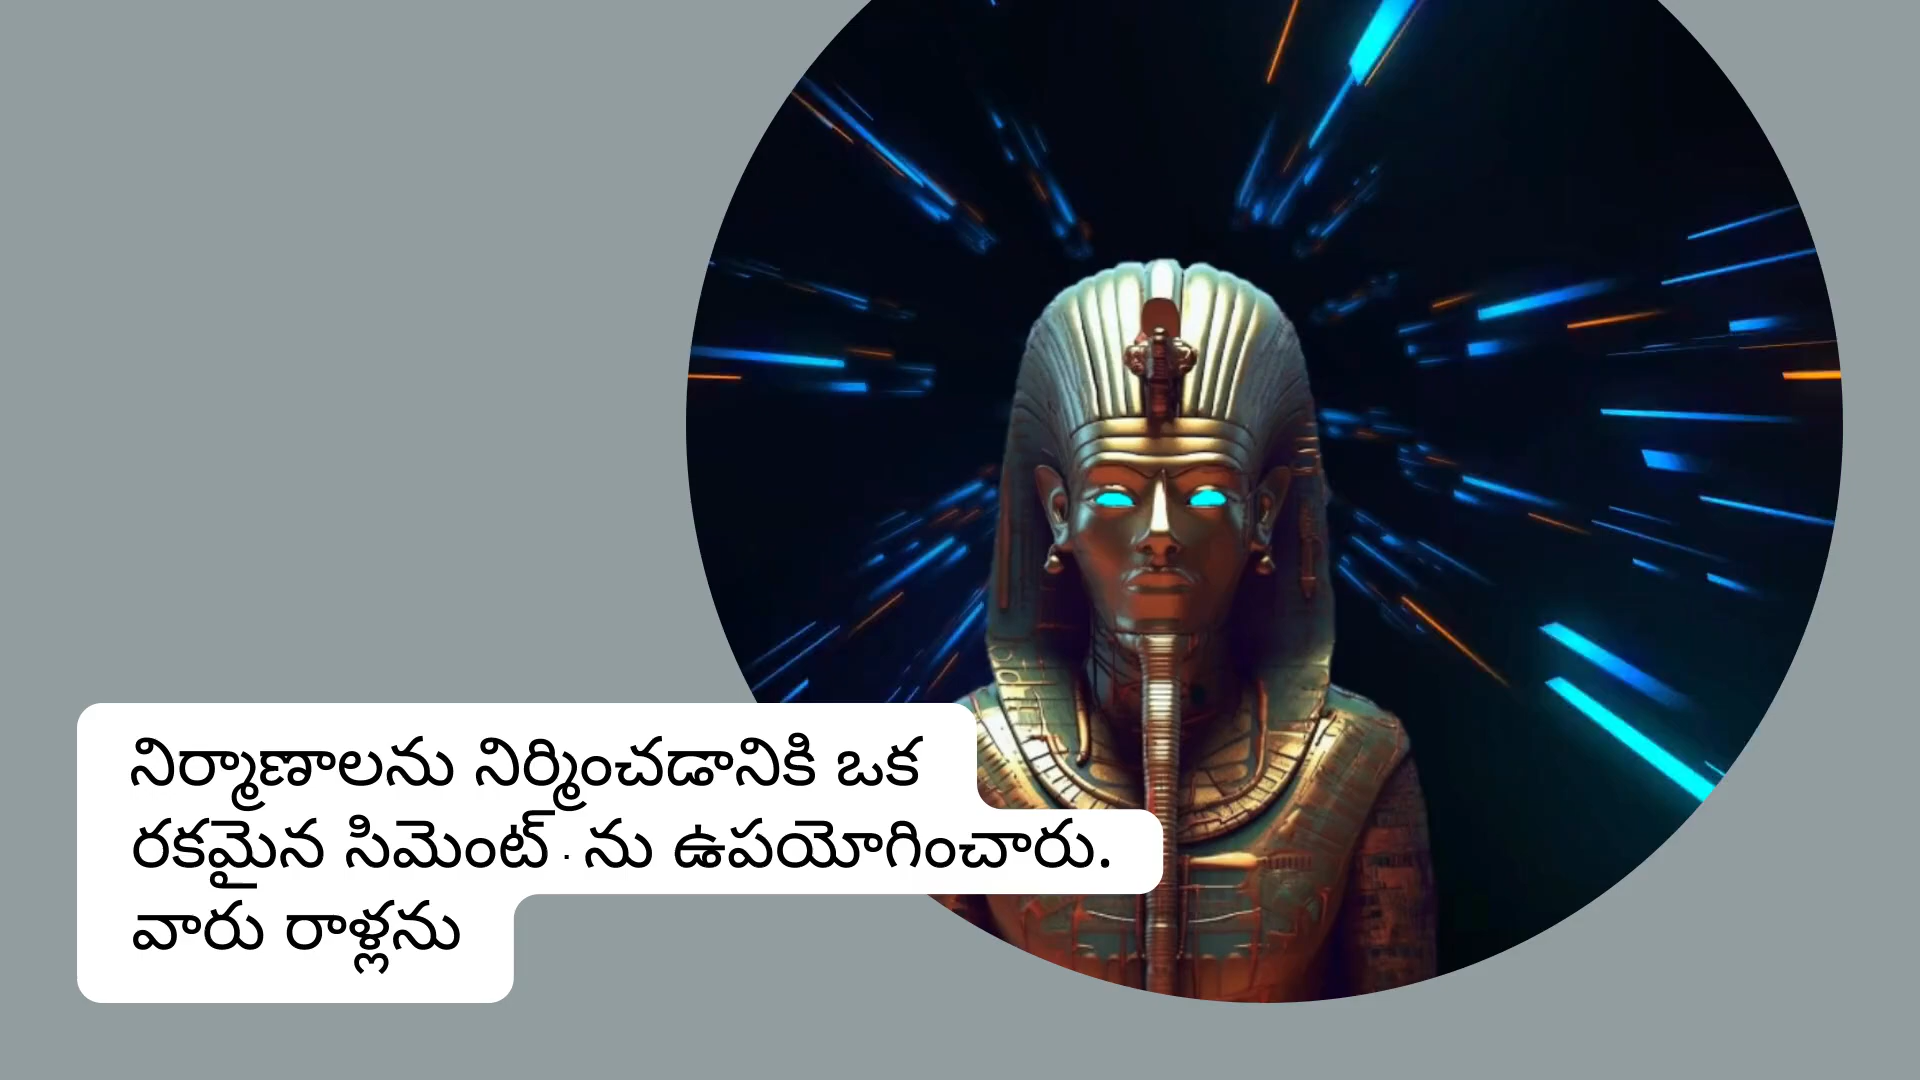 నిర్మాణాలను నిర్మించడానికి ఒక
రకమైన సిమెంట్ . ను ఉపయోగించారు.
వారు రాళ్లను